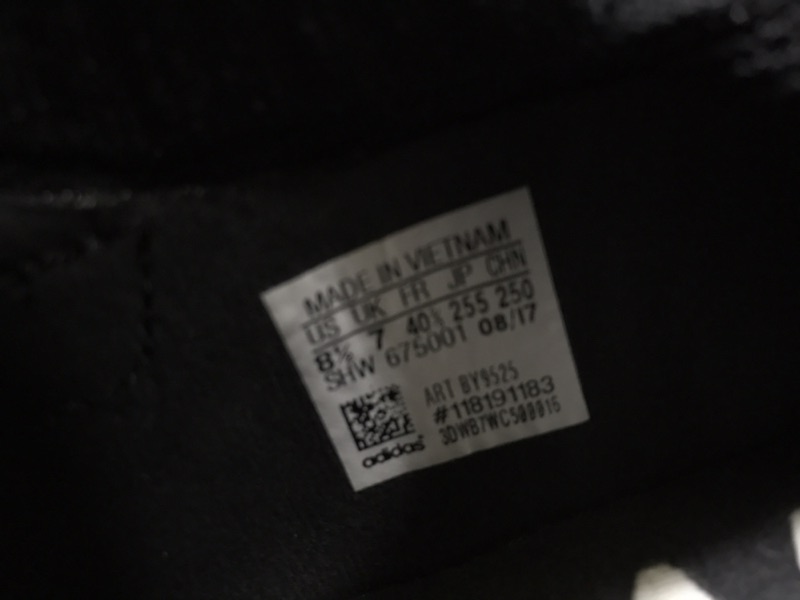 MADE IN VIETNAM
US UK FR JP CHN
8½ 7 40⅔ 255 250
SHW 675001 08/17
ART BY9525
#118191183
3DWB7WC500016
adidas